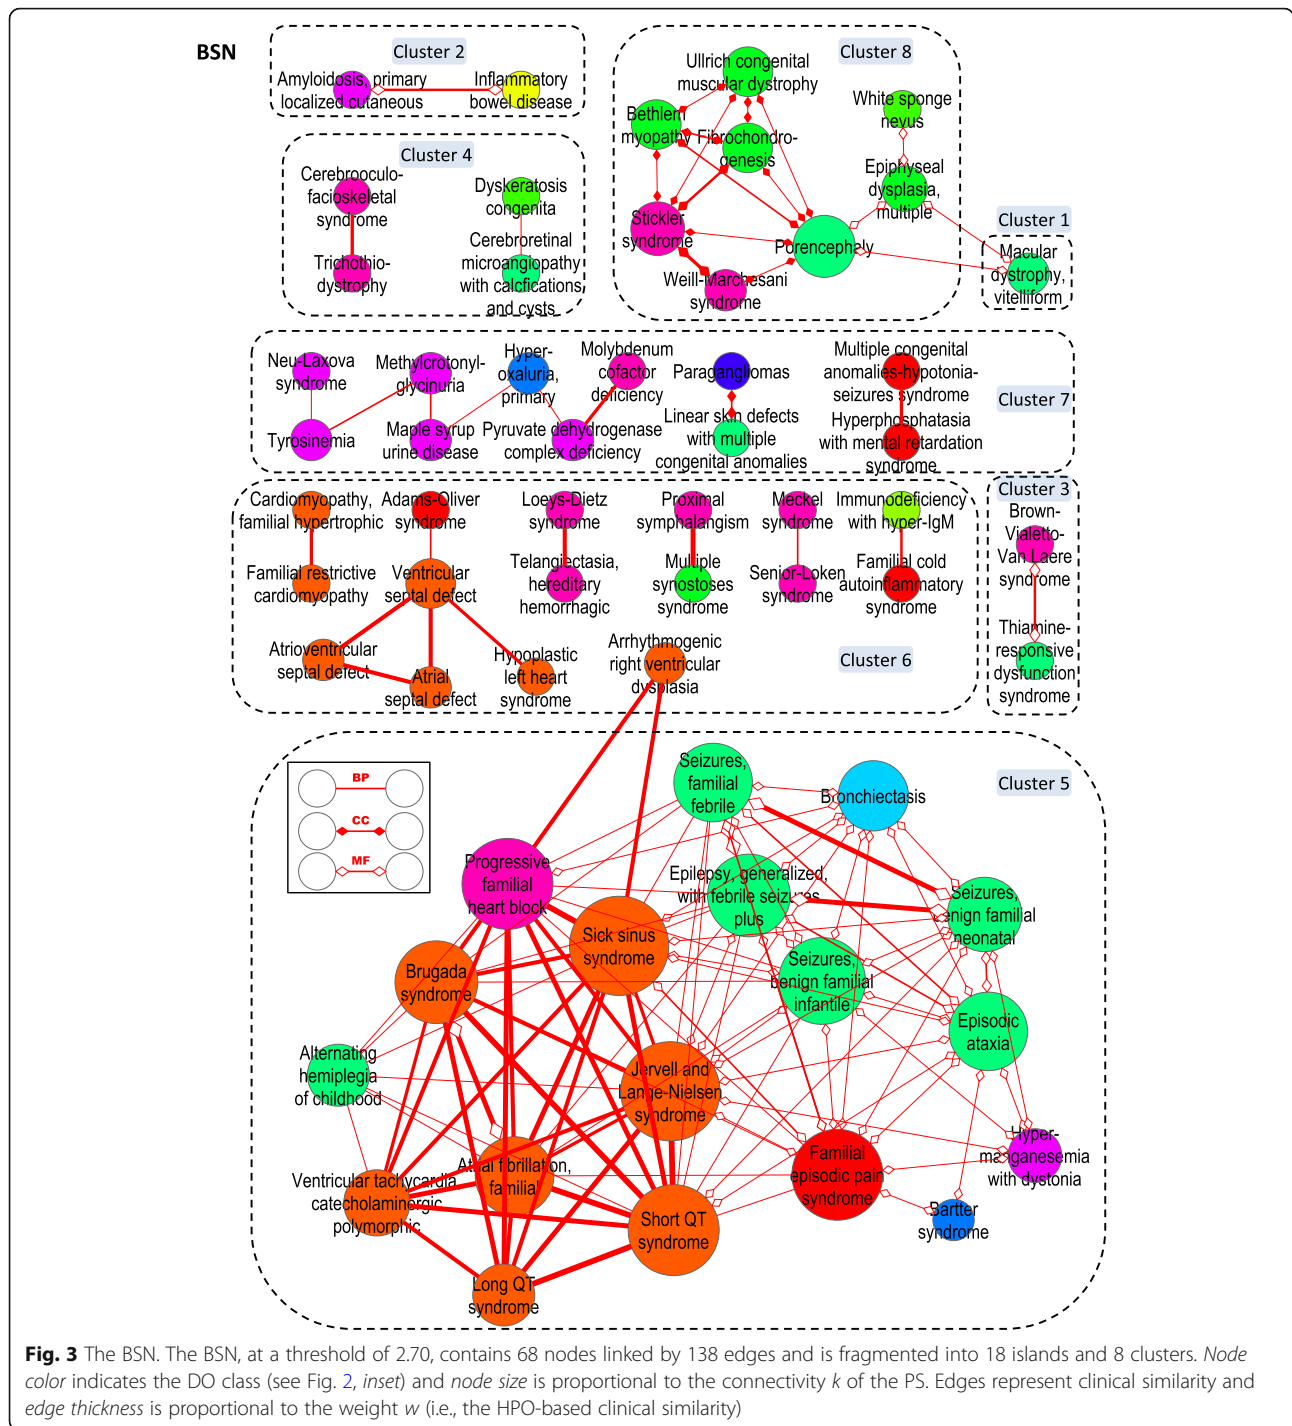 BSN
Cluster 2
Amyloidosis, primary
localized cutaneous
Inflammatory
bowel disease
Cluster 8
Ullrich congenital
muscular dystrophy
Bethlem
myopathy
Fibrochondro-
genesis
White sponge
nevus
Epiphyseal
dysplasia,
multiple
Stickler
syndrome
Porencephaly
Weill-Marchesani
syndrome
Cluster 1
Macular
dystrophy,
vitelliform
Cluster 4
Cerebrooculo-
facioskeletal
syndrome
Trichothio-
dystrophy
Dyskeratosis
congenita
Cerebroretinal
microangiopathy
with calcfications
and cysts
Neu-Laxova
syndrome
Methylcrotonyl-
glycinuria
Hyper-
oxaluria,
primary
Molybdenum
cofactor
deficiency
Paragangliomas
Multiple congenital
anomalies-hypotonia-
seizures syndrome
Cluster 7
Tyrosinemia
Maple syrup
urine disease
Pyruvate dehydrogenase
complex deficiency
Linear skin defects
with multiple
congenital anomalies
Hyperphosphatasia
with mental retardation
syndrome
Cardiomyopathy,
familial hypertrophic
Adams-Oliver
syndrome
Loeys-Dietz
syndrome
Proximal
symphalangism
Meckel
syndrome
Immunodeficiency
with hyper-IgM
Familial restrictive
cardiomyopathy
Ventricular
septal defect
Telangiectasia,
hereditary
hemorrhagic
Multiple
synostoses
syndrome
Senior-Loken
syndrome
Familial cold
autoinflammatory
syndrome
Atrioventricular
septal defect
Atrial
septal defect
Hypoplastic
left heart
syndrome
Arrhythmogenic
right ventricular
dysplasia
Cluster 6
Cluster 3
Brown-
Vialetto-
Van Laere
syndrome
Thiamine-
responsive
dysfunction
syndrome
BP
CC
MF
Cluster 5
Seizures,
familial
febrile
Bronchiectasis
Progressive
familial
heart block
Epilepsy, generalized,
with febrile seizures
plus
Seizures,
benign familial
neonatal
Sick sinus
syndrome
Brugada
syndrome
Seizures,
benign familial
infantile
Episodic
ataxia
Alternating
hemiplegia
of childhood
Jervell and
Lange-Nielsen
syndrome
Hyper-
manganesemia
with dystonia
Ventricular tachycardia
catecholaminergic
polymorphic
Atrial fibrillation,
familial
Familial
episodic pain
syndrome
Bartter
syndrome
Short QT
syndrome
Long QT
syndrome
Fig. 3 The BSN. The BSN, at a threshold of 2.70, contains 68 nodes linked by 138 edges and is fragmented into 18 islands and 8 clusters. Node
color indicates the DO class (see Fig. 2, inset) and node size is proportional to the connectivity k of the PS. Edges represent clinical similarity and
edge thickness is proportional to the weight w (i.e., the HPO-based clinical similarity)